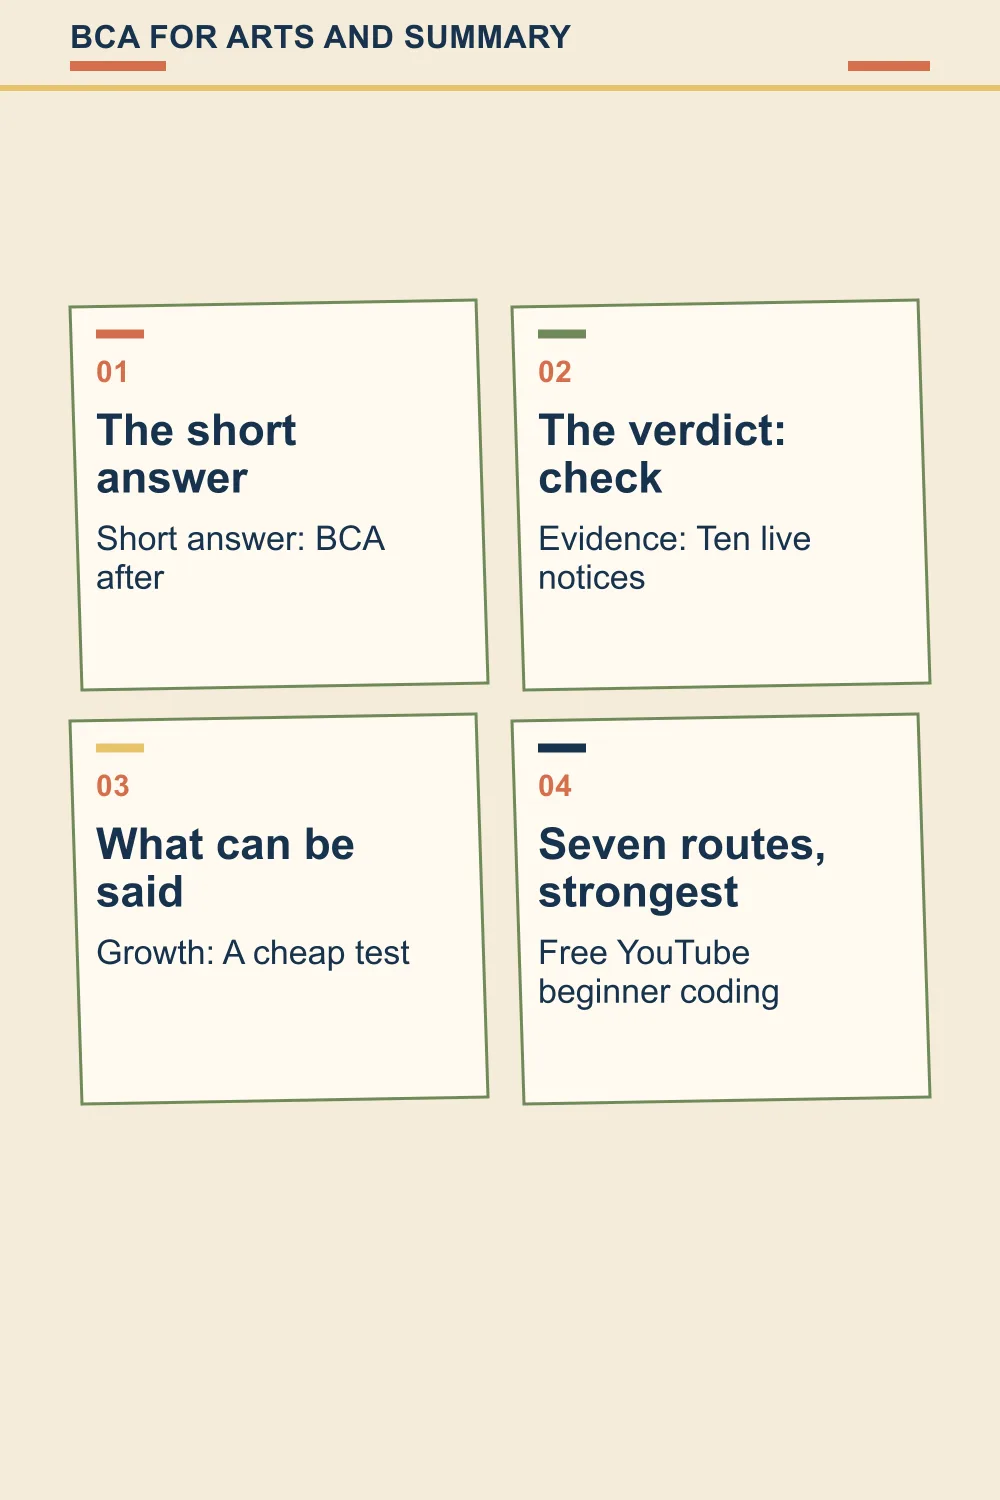 BCA FOR ARTS AND SUMMARY
01
The short
answer
Short answer: BCA
after
02
The verdict:
check
Evidence: Ten live
notices
03
What can be
said
Growth: A cheap test
04
Seven routes,
strongest
Free YouTube
beginner coding